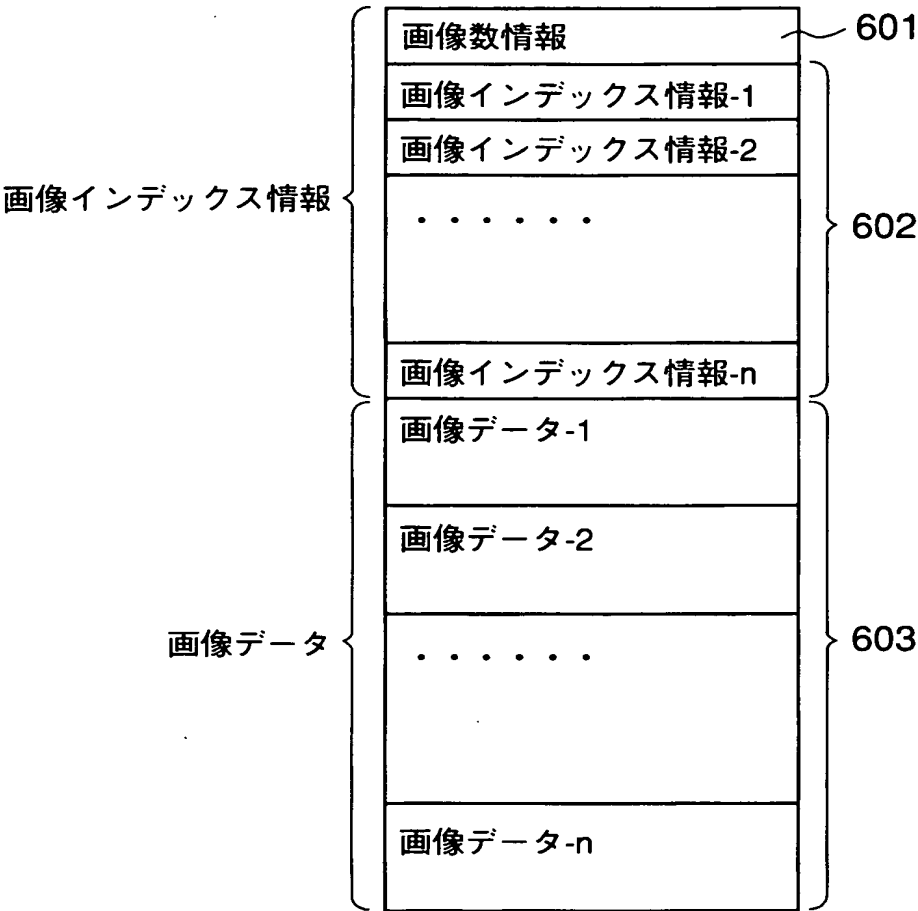 画像数情報
601
画像インデックス情報-1
画像インデックス情報-2
画像インデックス情報
・・・・・・
602
画像インデックス情報-n
画像データ-1
画像データ-2
画像データ
・・・・・・
603
画像データ-n